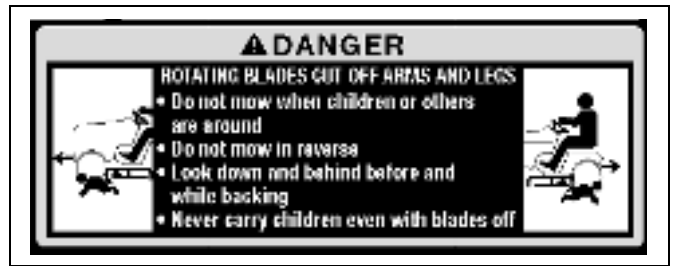 DANGER
ROTATING BLADES CUT OFF ARMS AND LEGS
• Do not mow when children or others
are around
• Do not mow in reverse
• Look down and behind before and
while backing
• Never carry children even with blades off